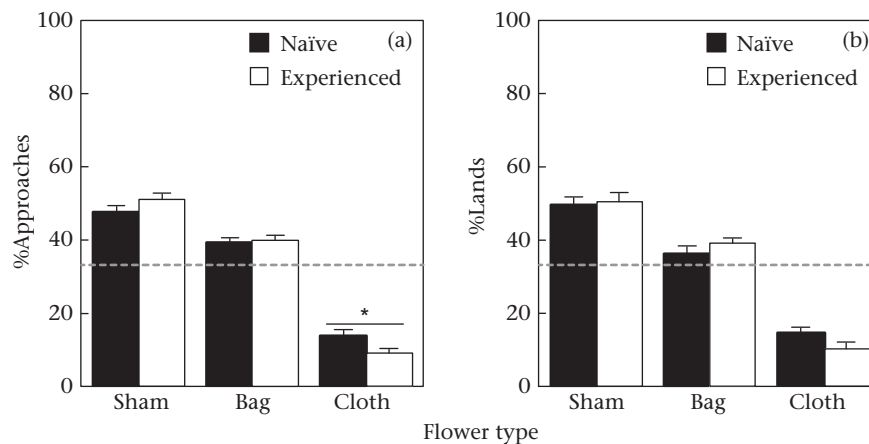 100
80
60
40
20
0
%Approaches
Naïve
Experienced
(a)
*
Sham
Bag
Cloth
100
80
60
40
20
0
%Lands
Naïve
Experienced
(b)
Sham
Bag
Cloth
Flower type